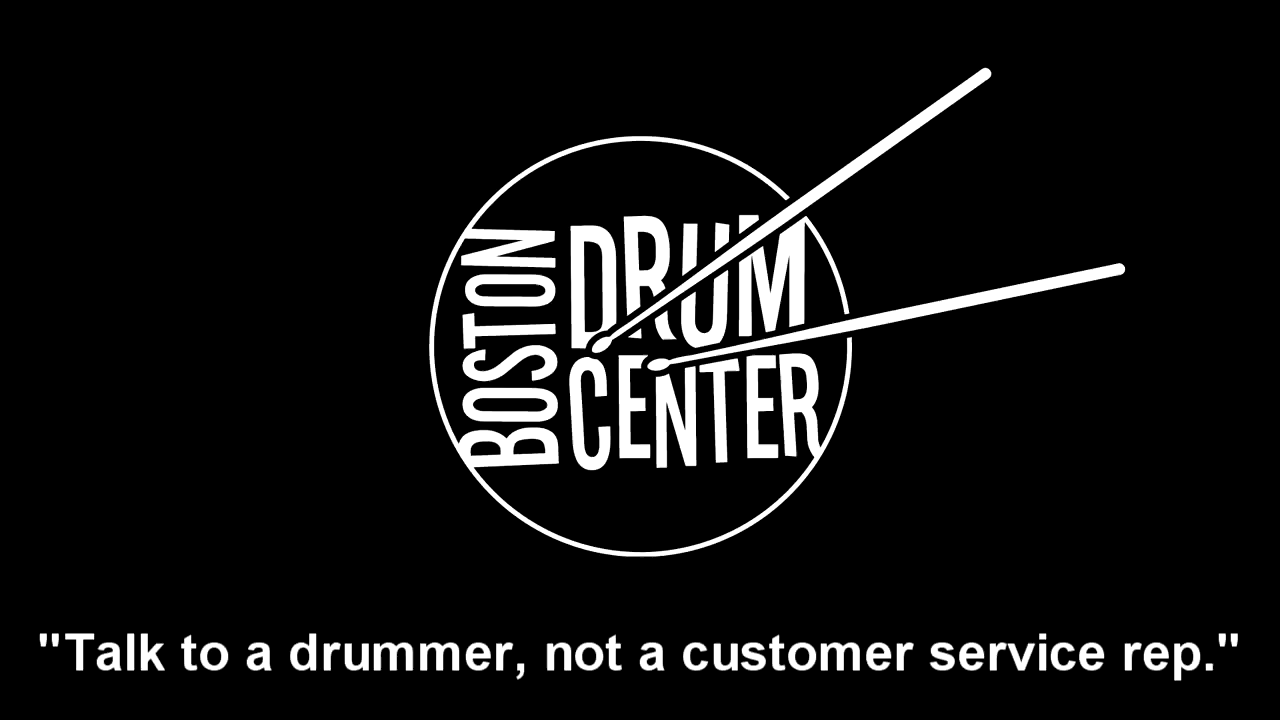 BOSTON
DRUM
CENTER
"Talk to a drummer, not a customer service rep."